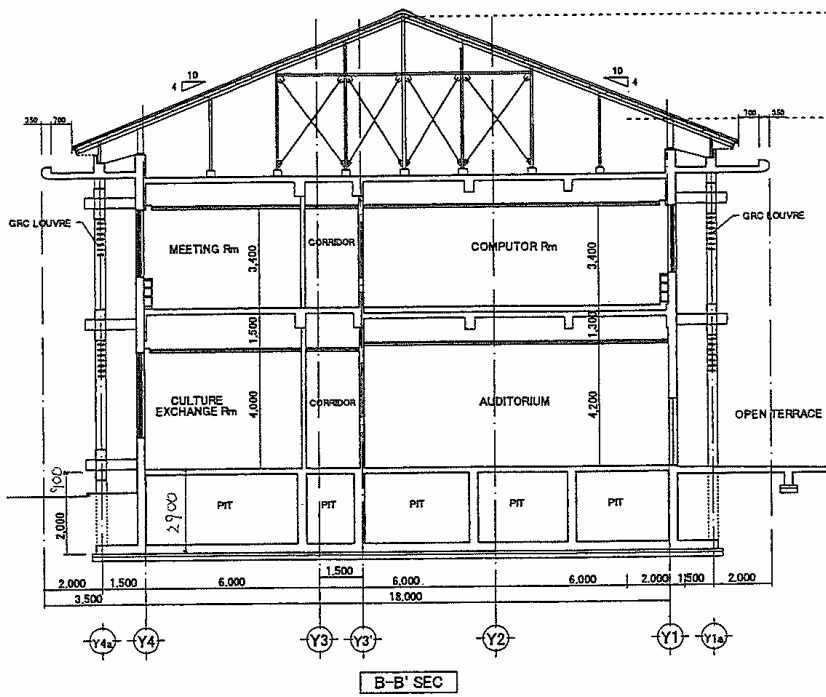 10
4
10
4
350 700
700 350
GRC LOUVRE
MEETING Rm
3,400
CORRIDOR
COMPUTOR Rm
3,400
GRC LOUVRE
1,500
1,300
CULTURE
EXCHANGE Rm
4,000
CORRIDOR
AUDITORIUM
4,200
OPEN TERRACE
900
2,000
PIT
2900
PIT
PIT
PIT
PIT
1,500
2,000 1,500 6,000 6,000 6,000 2,000 1,500 2,000
3,500 18,000
Y4a Y4 Y3 Y3' Y2 Y1 Y1a
B-B' SEC